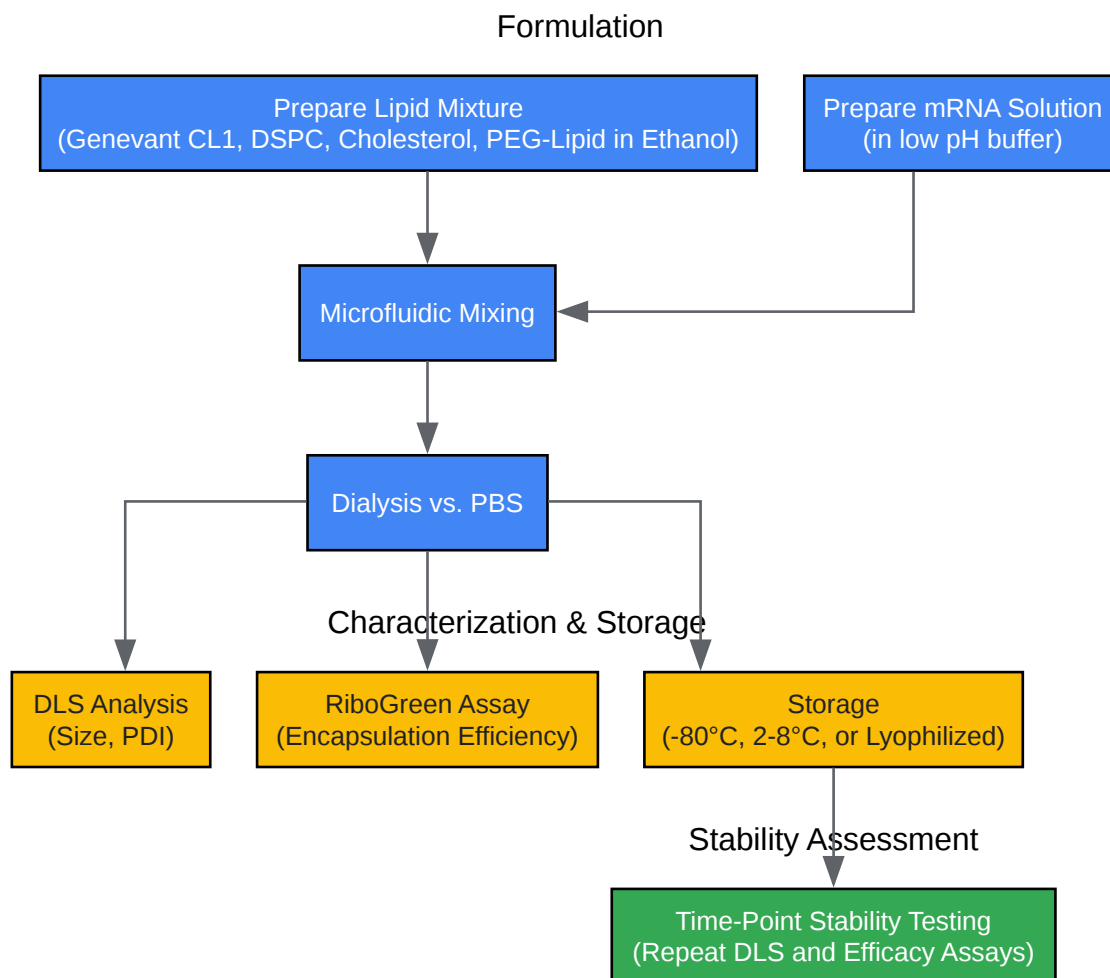 Formulation
Prepare Lipid Mixture
(Genevant CL1, DSPC, Cholesterol, PEG-Lipid in Ethanol)
Prepare mRNA Solution
(in low pH buffer)
Microfluidic Mixing
Dialysis vs. PBS
Characterization & Storage
DLS Analysis
(Size, PDI)
RiboGreen Assay
(Encapsulation Efficiency)
Storage
(-80°C, 2-8°C, or Lyophilized)
Stability Assessment
Time-Point Stability Testing
(Repeat DLS and Efficacy Assays)